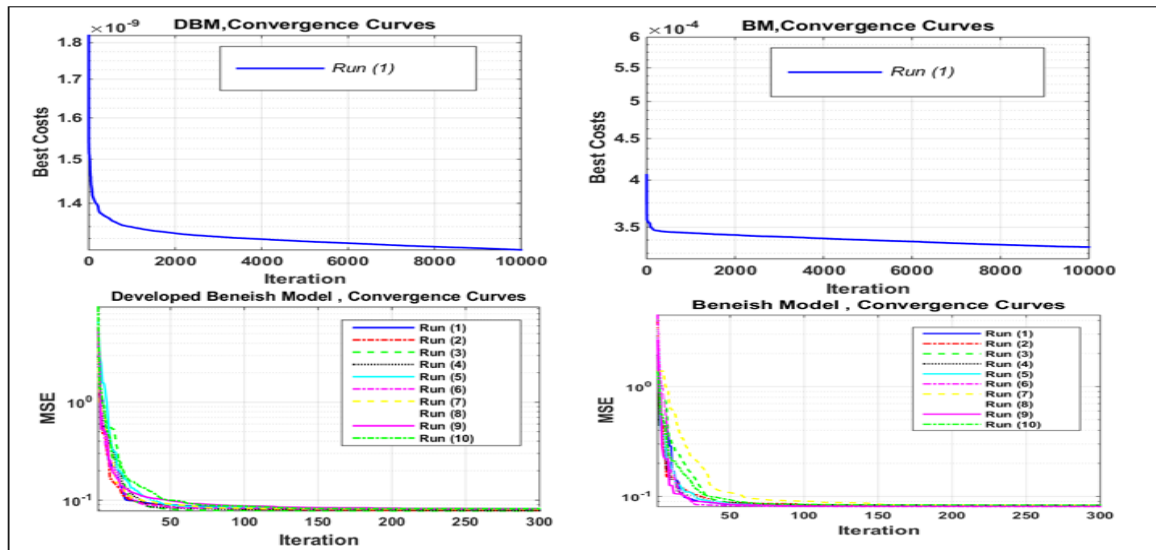 DBM,Convergence Curves
×10-9
1.8
1.7
1.6
1.5
1.4
Best Costs
Run (1)
0 2000 4000 6000 8000 10000
Iteration
BM,Convergence Curves
×10-4
6
5.5
5
4.5
4
3.5
Best Costs
Run (1)
0 2000 4000 6000 8000 10000
Iteration
Developed Beneish Model , Convergence Curves
MSE
100
10-1
Run (1)
Run (2)
Run (3)
Run (4)
Run (5)
Run (6)
Run (7)
Run (8)
Run (9)
Run (10)
50 100 150 200 250 300
Iteration
Beneish Model , Convergence Curves
MSE
100
10-1
Run (1)
Run (2)
Run (3)
Run (4)
Run (5)
Run (6)
Run (7)
Run (8)
Run (9)
Run (10)
50 100 150 200 250 300
Iteration